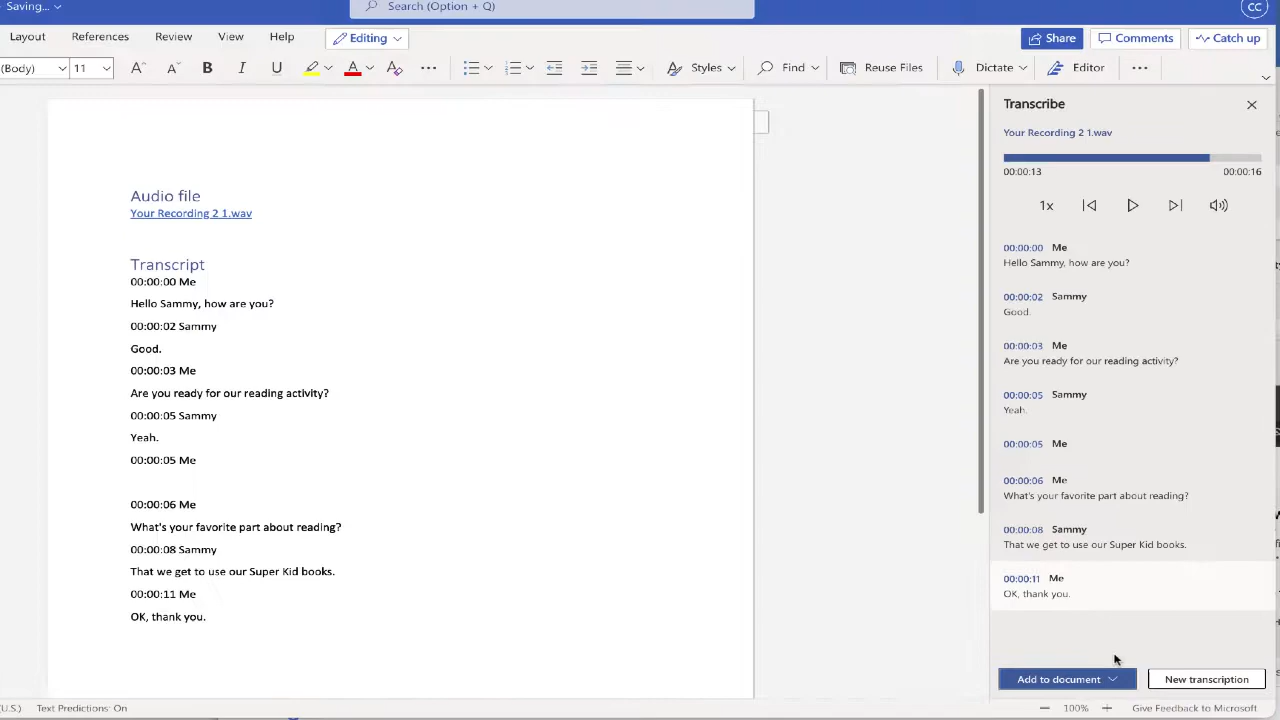 Saving...
Search (Option + Q)
CC
Layout References Review View Help Editing Share Comments Catch up
(Body) 11 B I U A Styles Find Reuse Files Dictate Editor
Audio file
Your Recording 2 1.wav
Transcript
00:00:00 Me
Hello Sammy, how are you?
00:00:02 Sammy
Good.
00:00:03 Me
Are you ready for our reading activity?
00:00:05 Sammy
Yeah.
00:00:05 Me
00:00:06 Me
What's your favorite part about reading?
00:00:08 Sammy
That we get to use our Super Kid books.
00:00:11 Me
OK, thank you.
Transcribe
Your Recording 2 1.wav
00:00:13 00:00:16
1x
00:00:00 Me
Hello Sammy, how are you?
00:00:02 Sammy
Good.
00:00:03 Me
Are you ready for our reading activity?
00:00:05 Sammy
Yeah.
00:00:05 Me
00:00:06 Me
What's your favorite part about reading?
00:00:08 Sammy
That we get to use our Super Kid books.
00:00:11 Me
OK, thank you.
Add to document New transcription
(U.S.) Text Predictions: On 100% Give Feedback to Microsoft